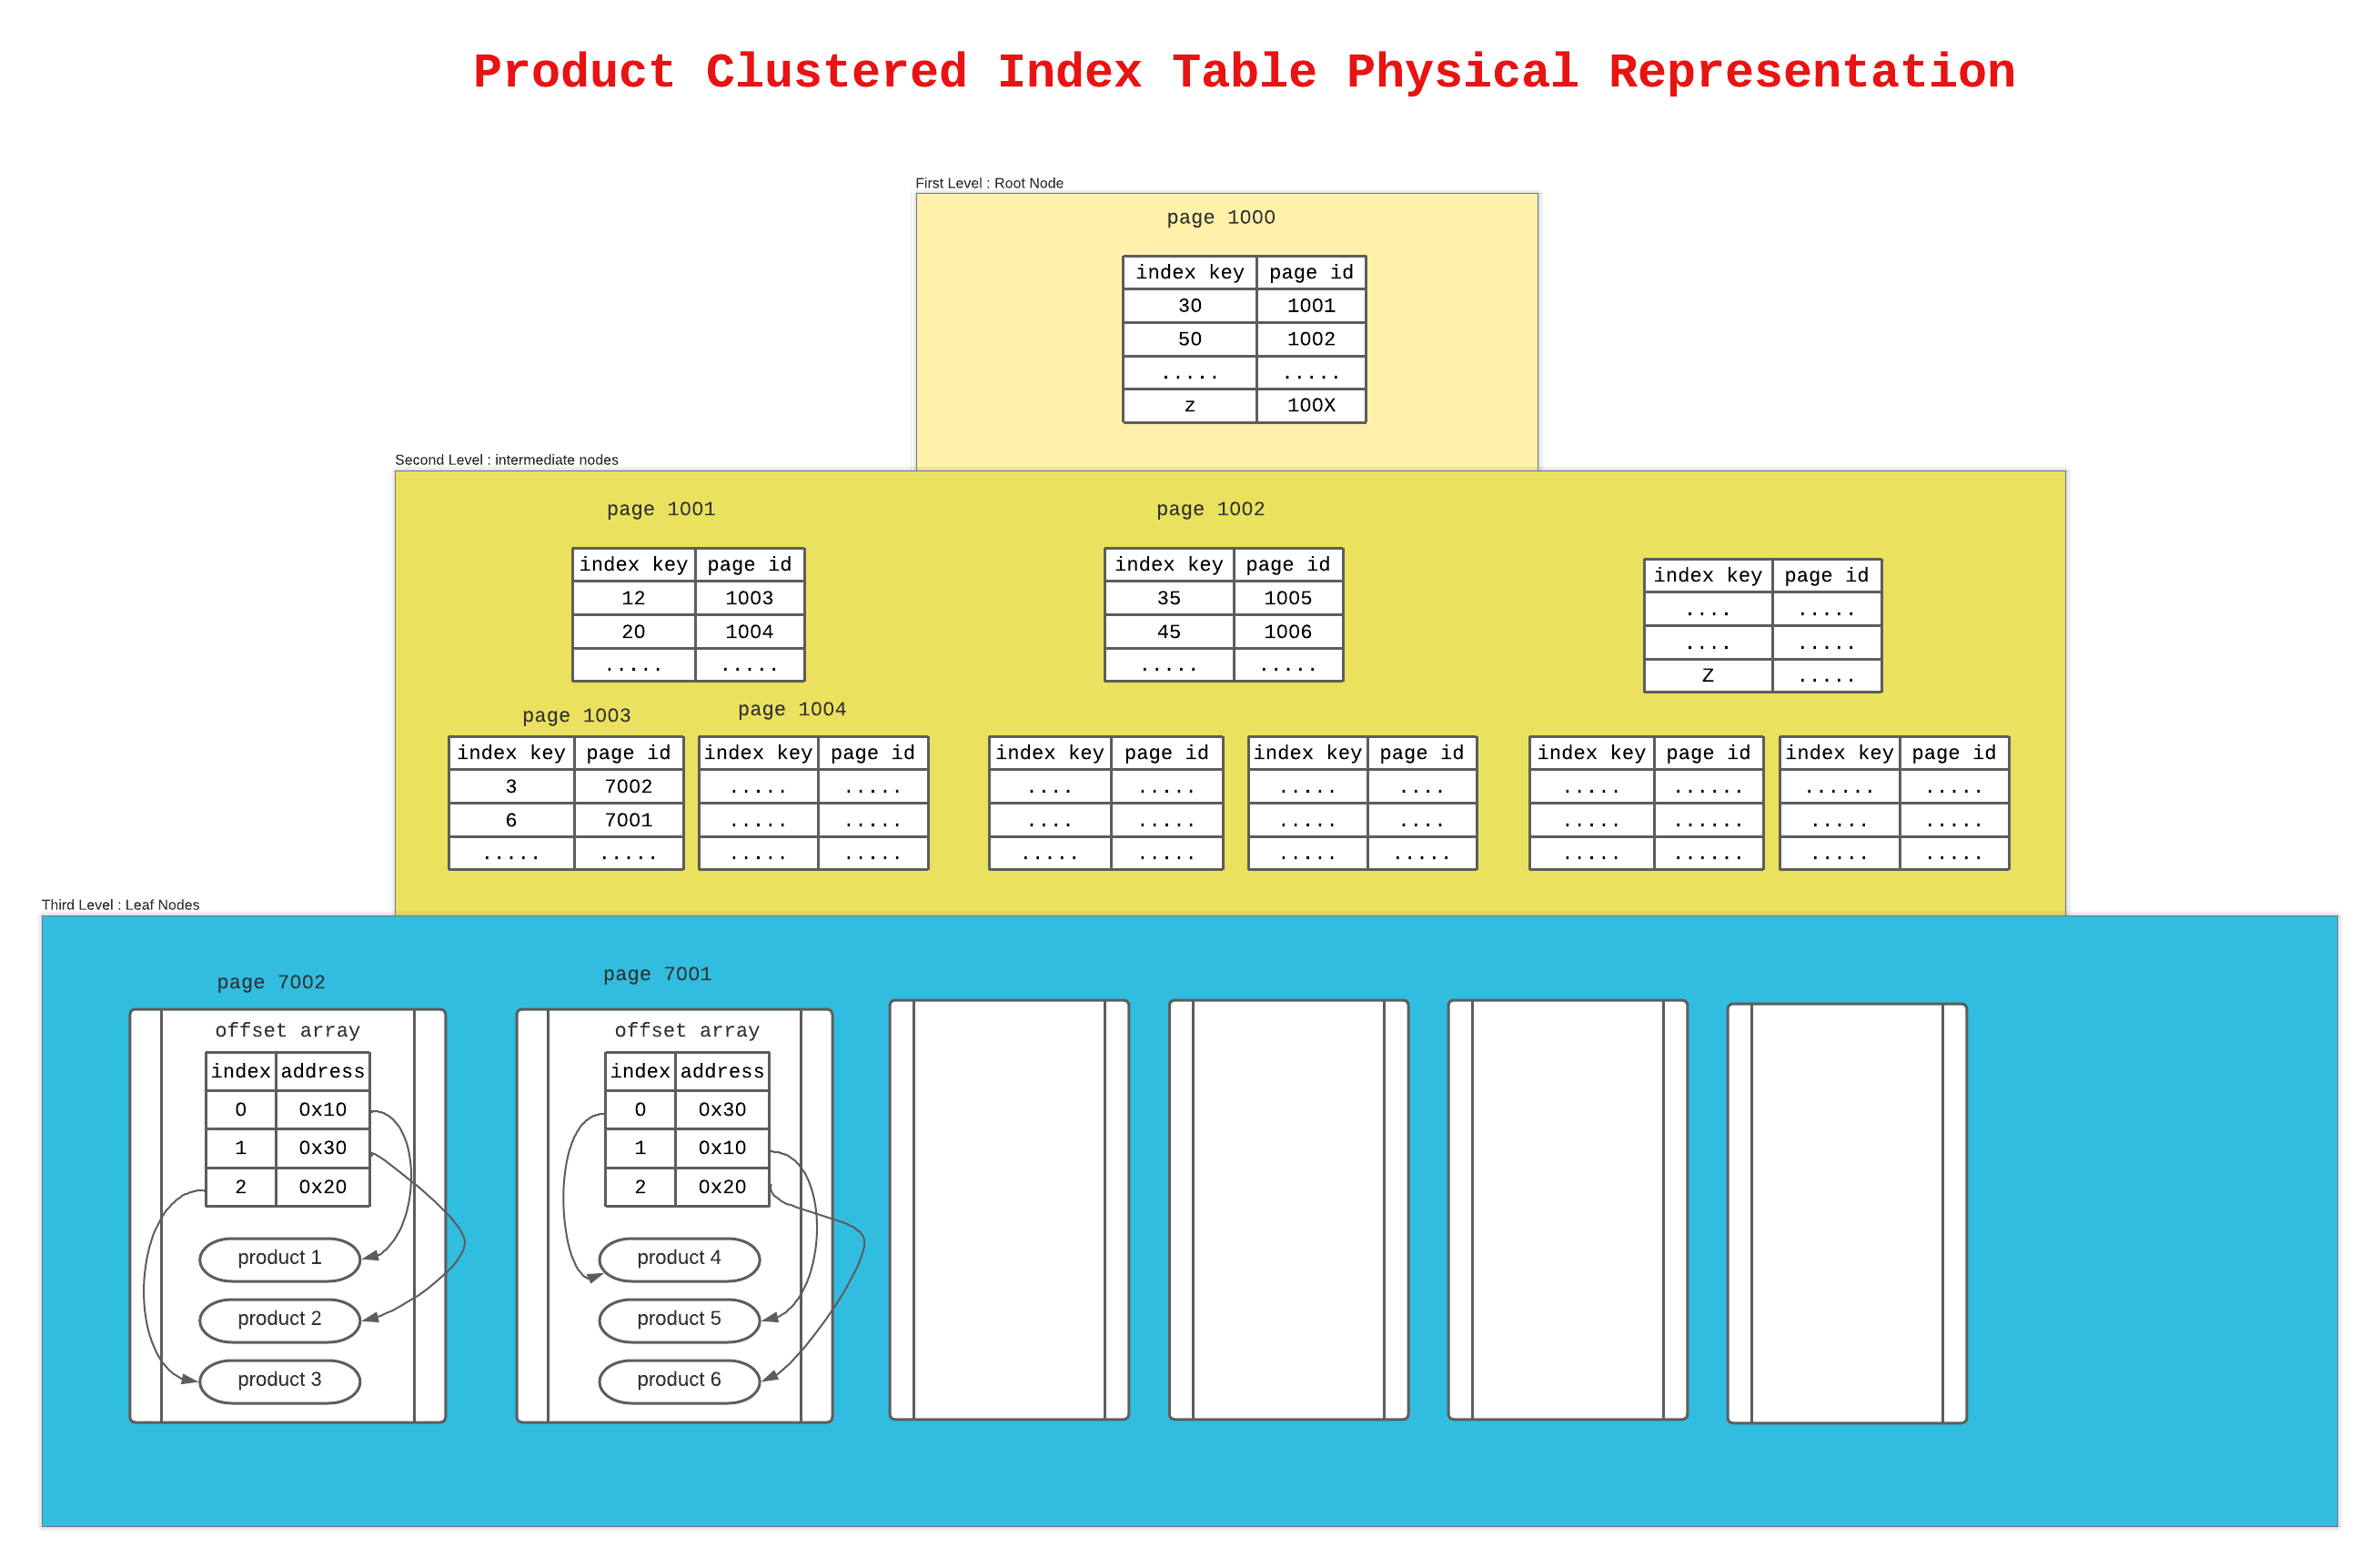 Product Clustered Index Table Physical Representation
First Level : Root Node
page 1000
index key page id
30 1001
50 1002
..... .....
z 100X
Second Level : intermediate nodes
page 1001
index key page id
12 1003
20 1004
..... .....
page 1002
index key page id
35 1005
45 1006
..... .....
index key page id
.... .....
.... .....
Z .....
page 1003
index key page id
3 7002
6 7001
..... .....
page 1004
index key page id
..... .....
..... .....
..... .....
index key page id
.... .....
.... .....
..... .....
index key page id
..... ....
..... ....
..... .....
index key page id
..... ......
..... ......
..... ......
index key page id
...... .....
..... .....
..... .....
Third Level : Leaf Nodes
page 7002
offset array
index address
0 0x10
1 0x30
2 0x20
product 1
product 2
product 3
page 7001
offset array
index address
0 0x30
1 0x10
2 0x20
product 4
product 5
product 6